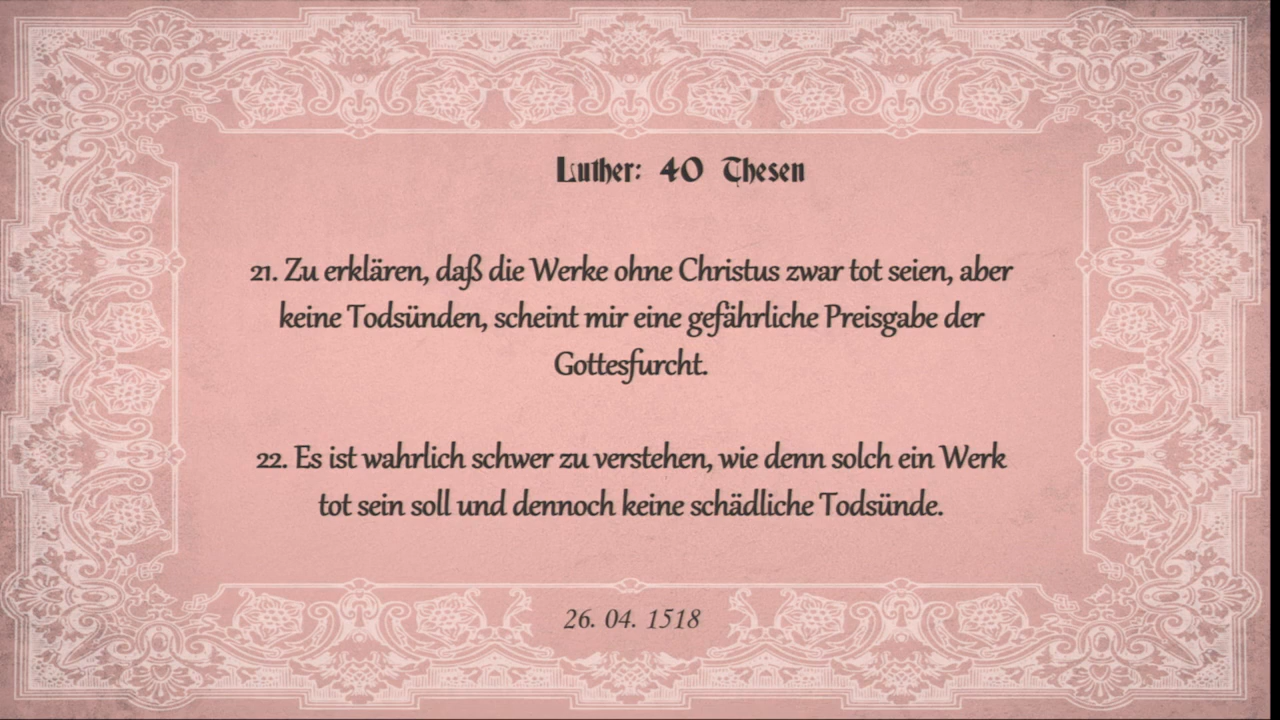 Luther: 40 Thesen
21. Zu erklären, daß die Werke ohne Christus zwar tot seien, aber
keine Todsünden, scheint mir eine gefährliche Preisgabe der
Gottesfurcht.
22. Es ist wahrlich schwer zu verstehen, wie denn solch ein Werk
tot sein soll und dennoch keine schädliche Todsünde.
26. 04. 1518